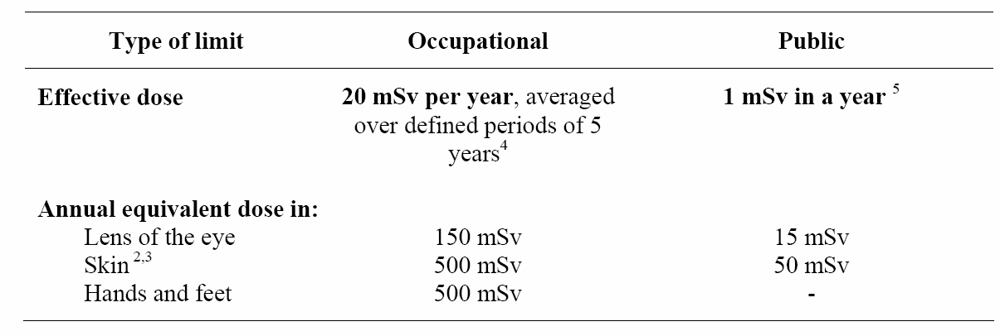 Type of limit Occupational Public
Effective dose 20 mSv per year, averaged 1 mSv in a year 5
over defined periods of 5
years4
Annual equivalent dose in:
Lens of the eye 150 mSv 15 mSv
Skin 2,3 500 mSv 50 mSv
Hands and feet 500 mSv -